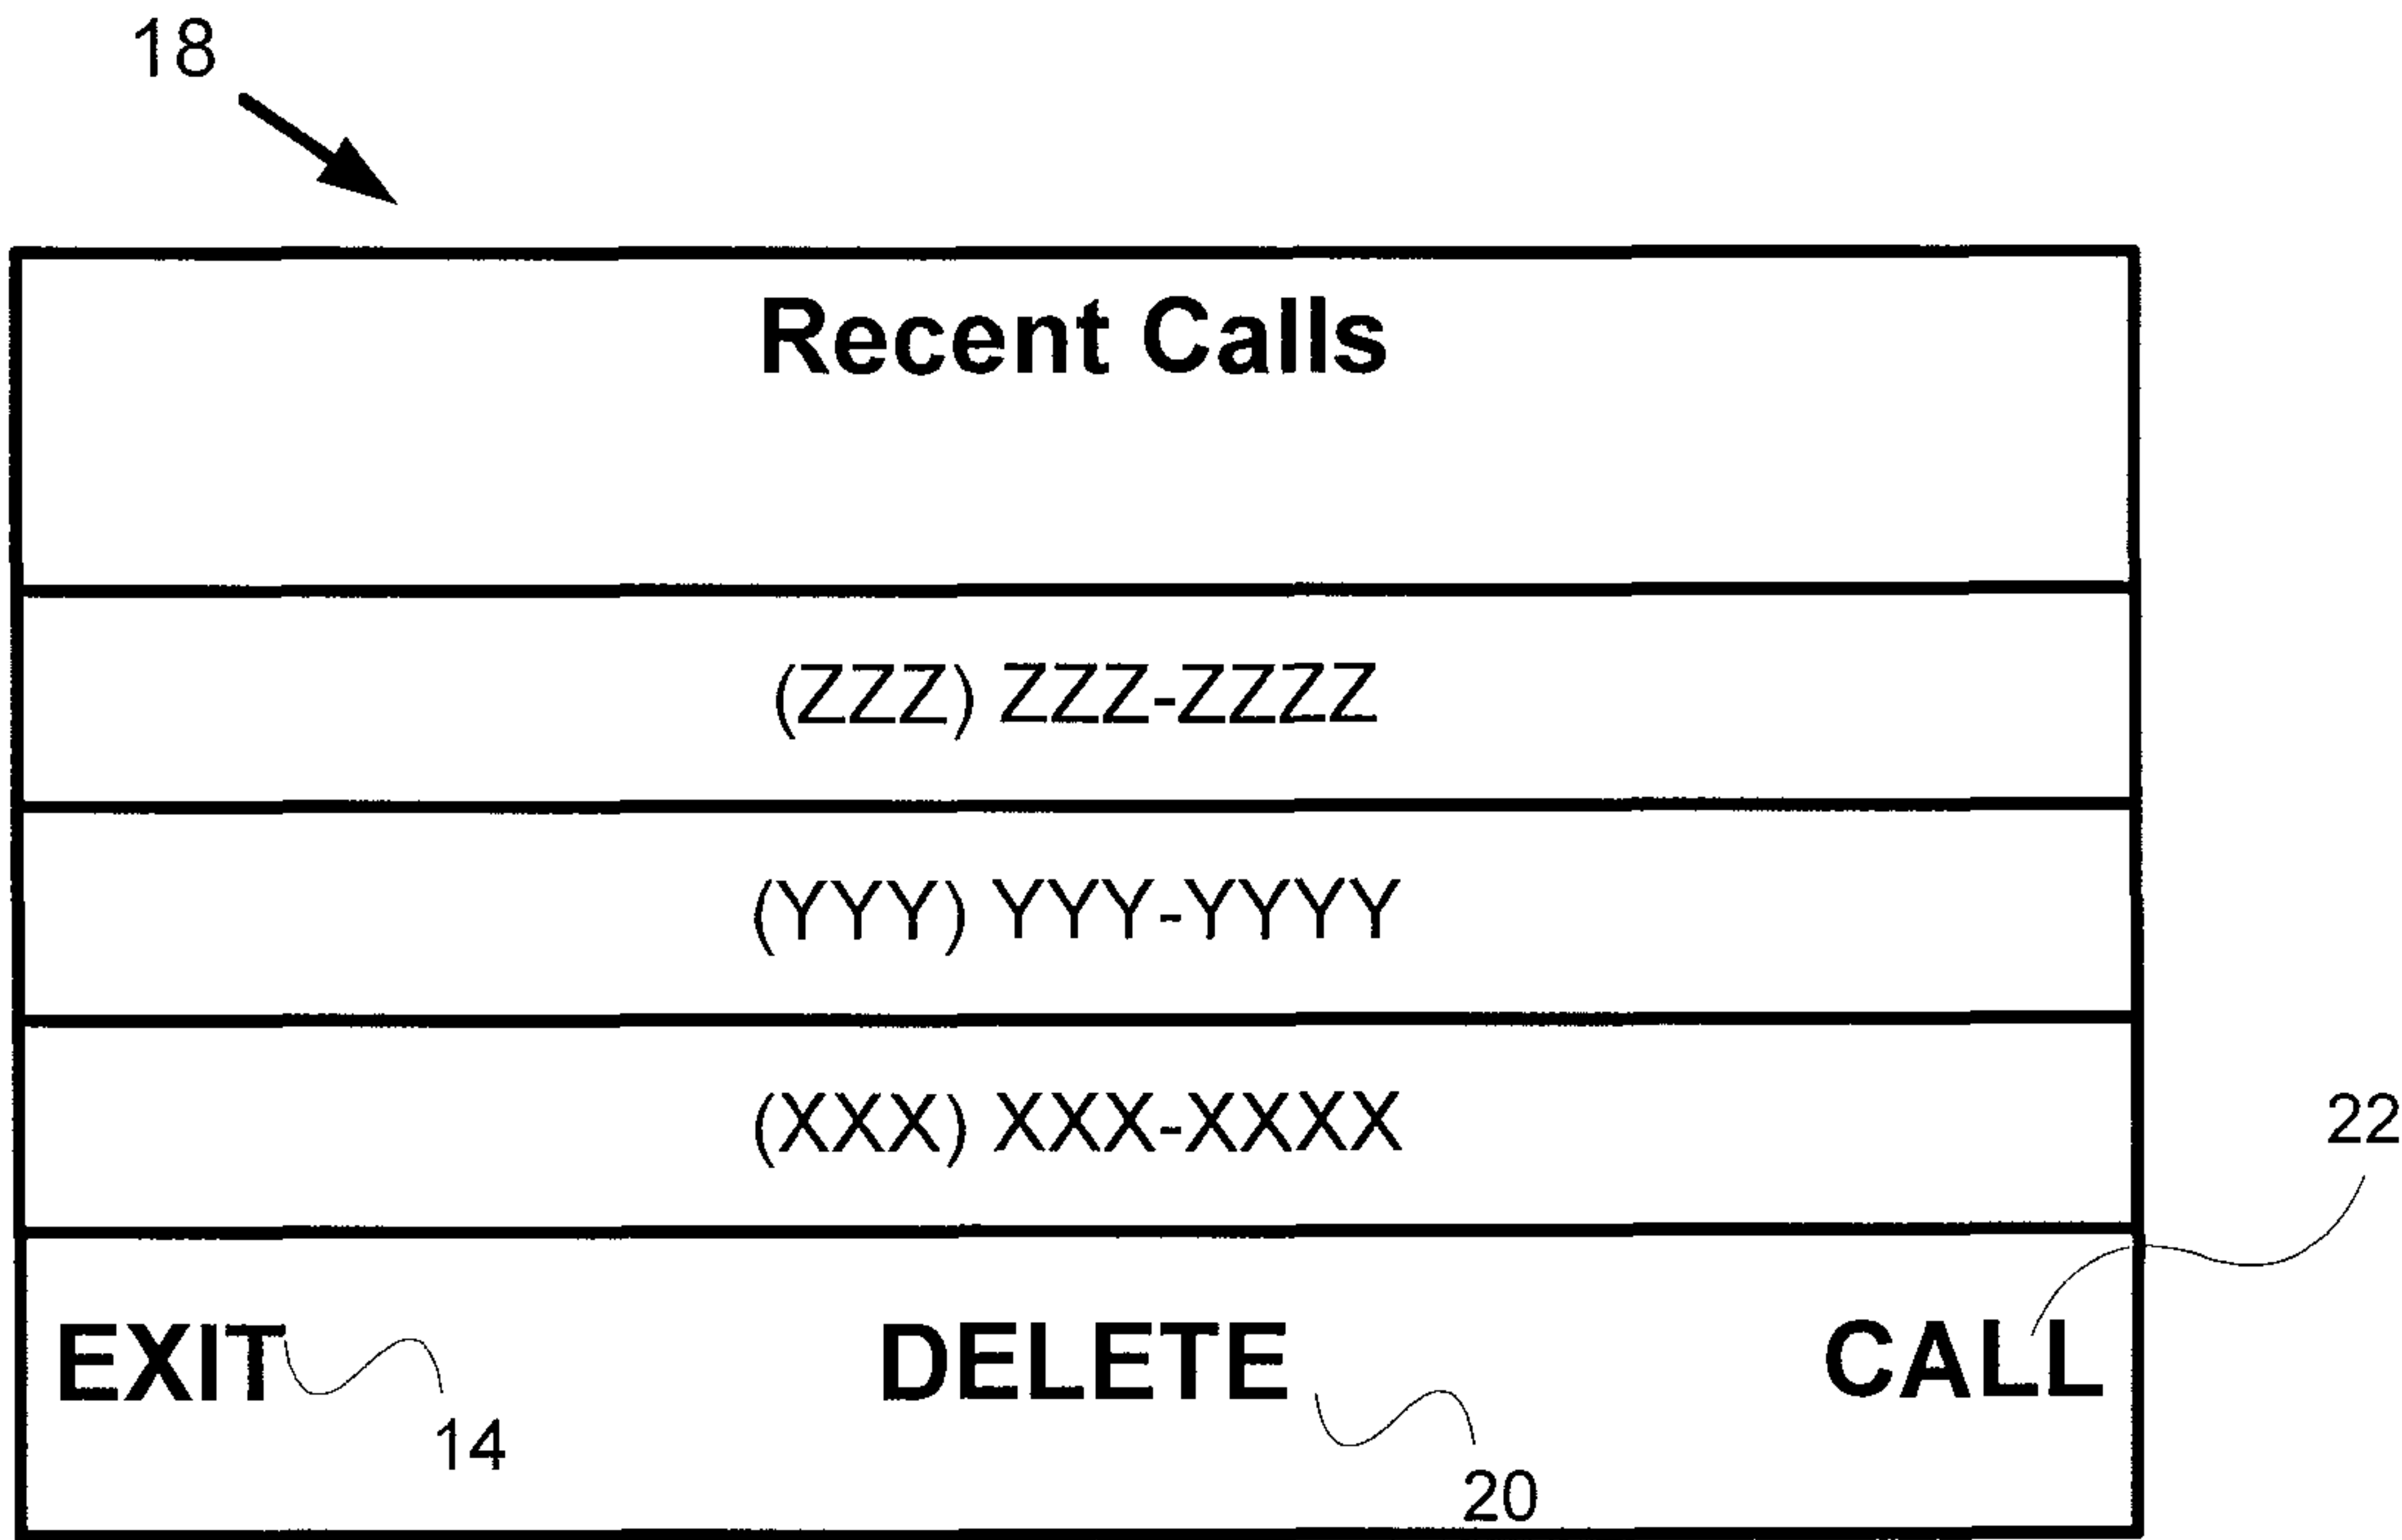 18
Recent Calls
(ZZZ) ZZZ-ZZZZ
(YYY) YYY-YYYY
(XXX) XXX-XXXX
22
EXIT DELETE CALL
14
20